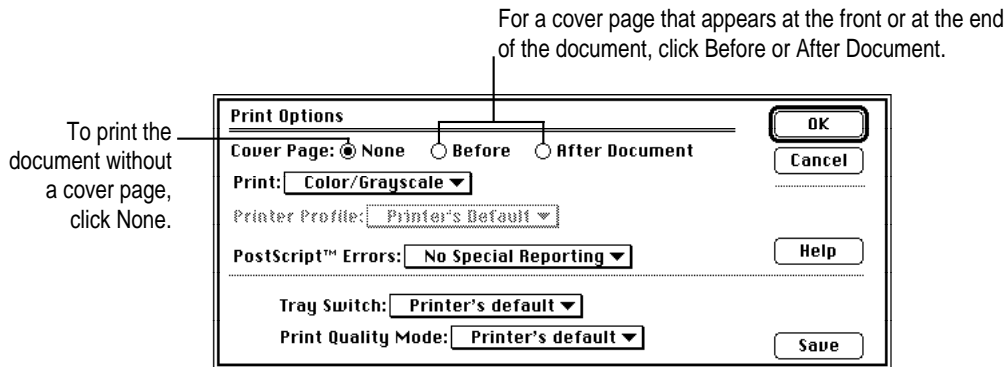 For a cover page that appears at the front or at the end
of the document, click Before or After Document.
To print the
document without
a cover page,
click None.
Print Options
OK
Cover Page: None Before After Document
Cancel
Print: Color/Grayscale
Printer Profile: Printer's Default
PostScript™ Errors: No Special Reporting
Help
Tray Switch: Printer's default
Print Quality Mode: Printer's default
Save